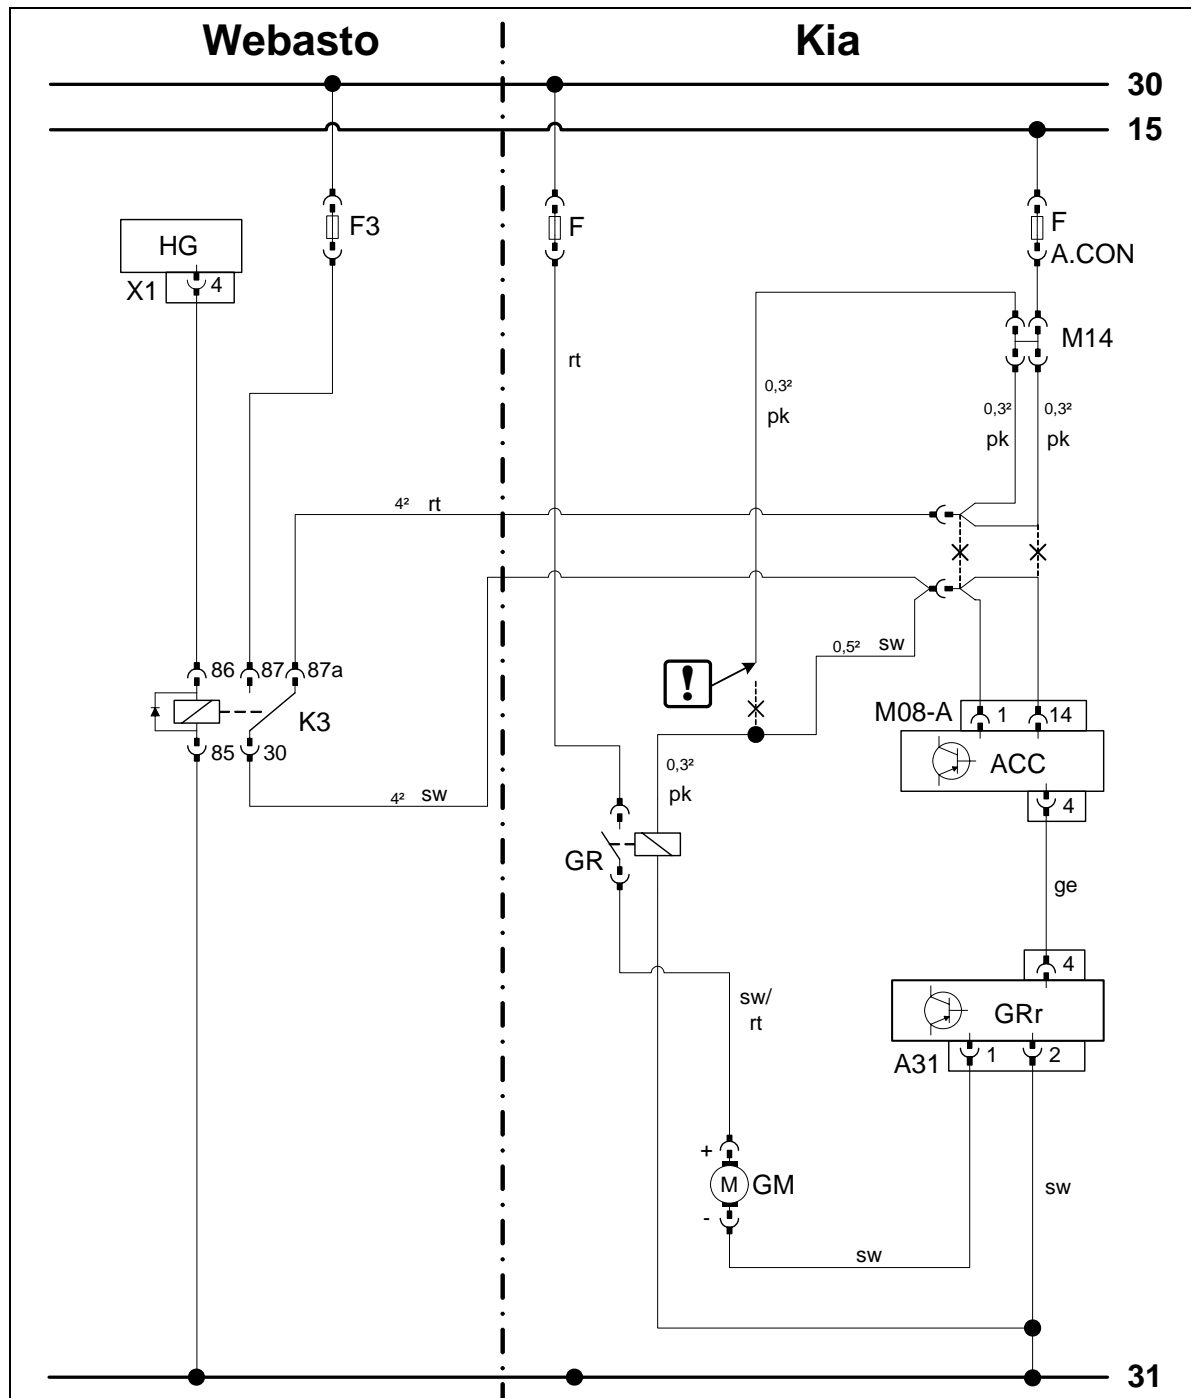 Webasto
Kia
30
15
F3
F
F
A.CON
HG
X1
4
M14
rt
0,3²
pk
0,3²
pk
0,3²
pk
4² rt
0,5² sw
!
86
87
87a
K3
85
30
4² sw
M08-A
1
14
ACC
4
0,3²
pk
GR
ge
4
GRr
A31
1
2
sw/
rt
+
M
GM
-
sw
sw
31